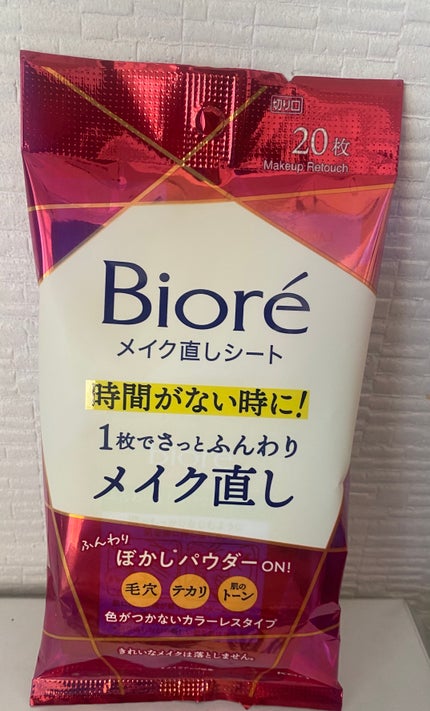 切り口
20枚
Makeup Retouch
Bioré
メイク直しシート
時間がない時に!
1枚でさっとふんわり
メイク直し
ふんわり
ぼかし*パウダーON!
毛穴 テカリ 肌のトーン
色がつかないカラーレスタイプ
きれいなメイクは落としません。